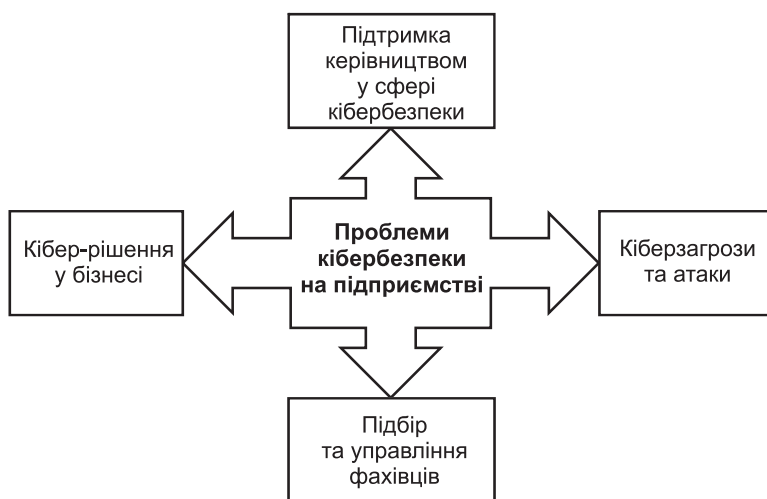 Підтримка
керівництвом
у сфері
кібербезпеки
Кібер-рішення
у бізнесі
Проблеми
кібербезпеки
на підприємстві
Кіберзагрози
та атаки
Підбір
та управління
фахівців